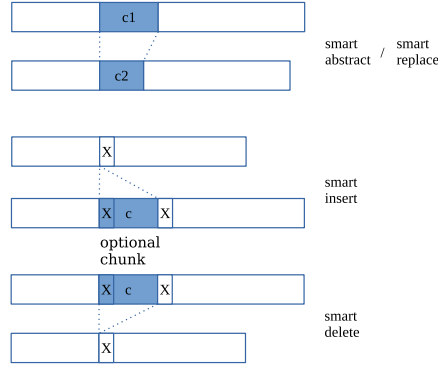 c1
smart / smart
abstract replace
c2
X
smart
insert
X c X
optional
chunk
X c X
smart
delete
X